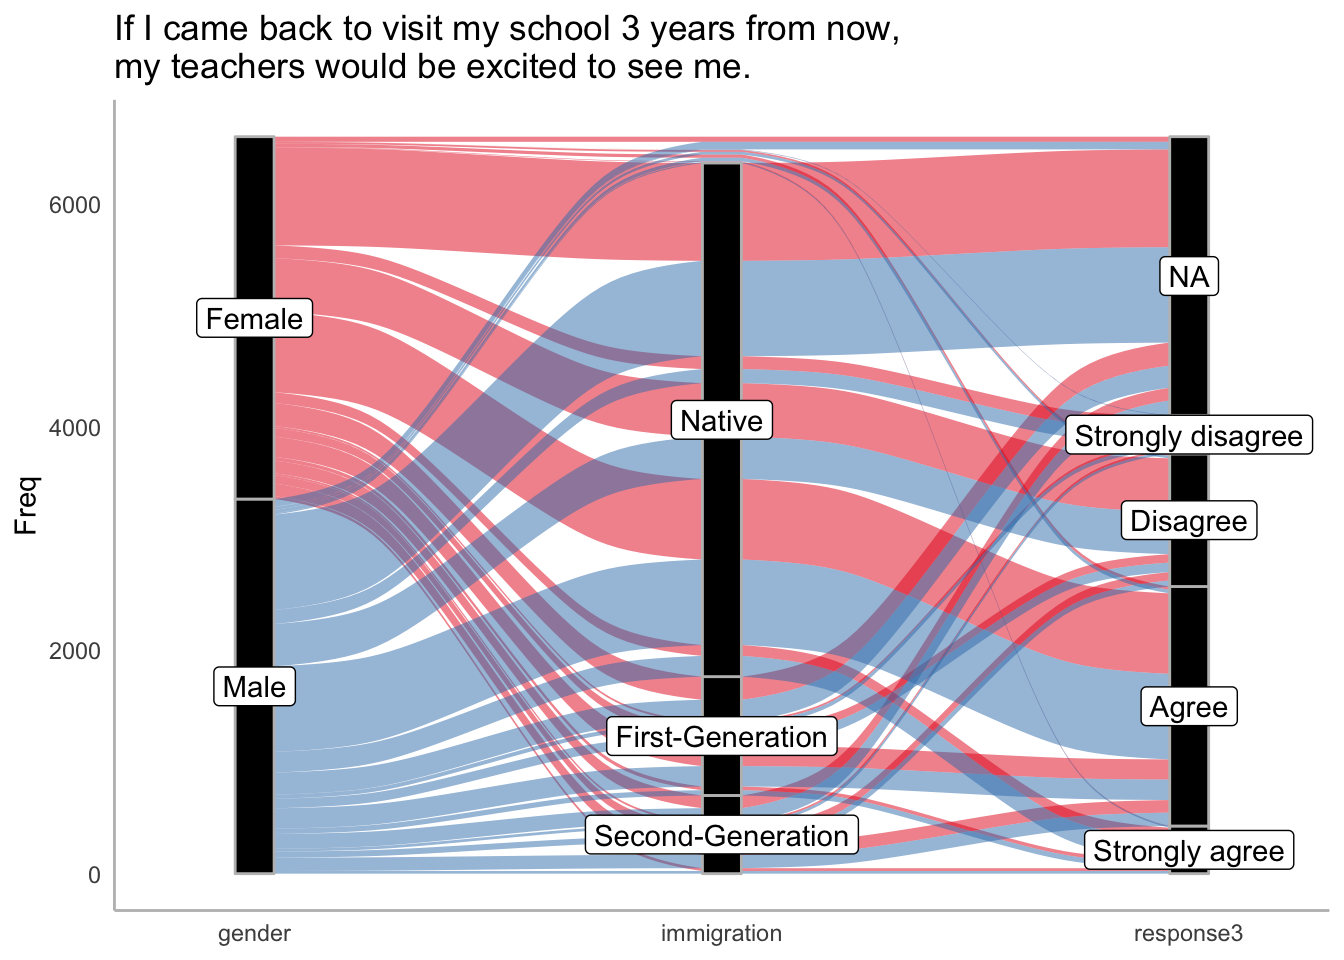 If I came back to visit my school 3 years from now,
my teachers would be excited to see me.
Freq
6000
4000
2000
0
Female
Male
Native
First-Generation
Second-Generation
NA
Strongly disagree
Disagree
Agree
Strongly agree
gender
immigration
response3